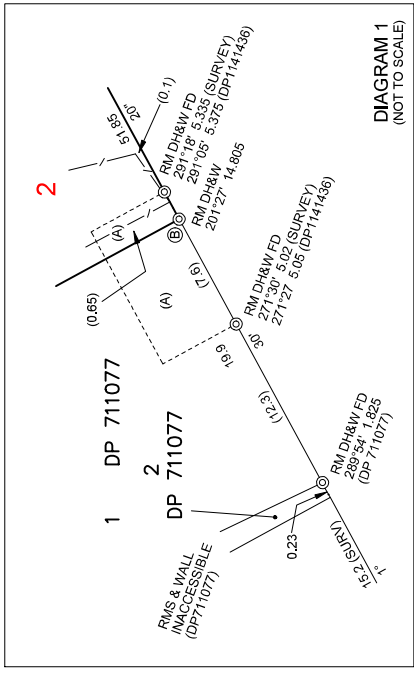 2
51.85
20"
(0.1)
RM DH&W FD
291°18' 5.335 (SURVEY)
291°05' 5.375 (DP1141436)
(A)
(B)
RM DH&W
201°27' 14.805
(0.65)
(A)
(7.6)
RM DH&W FD
271°30' 5.02 (SURVEY)
271°27 5.05 (DP1141436)
19.9
30'
(12.3)
1 DP 711077
2
DP 711077
RMS & WALL
INACCESSIBLE
(DP711077)
0.23
RM DH&W FD
289°54' 1.825
(DP 711077)
15.2 (SURV)
1°
DIAGRAM 1
(NOT TO SCALE)